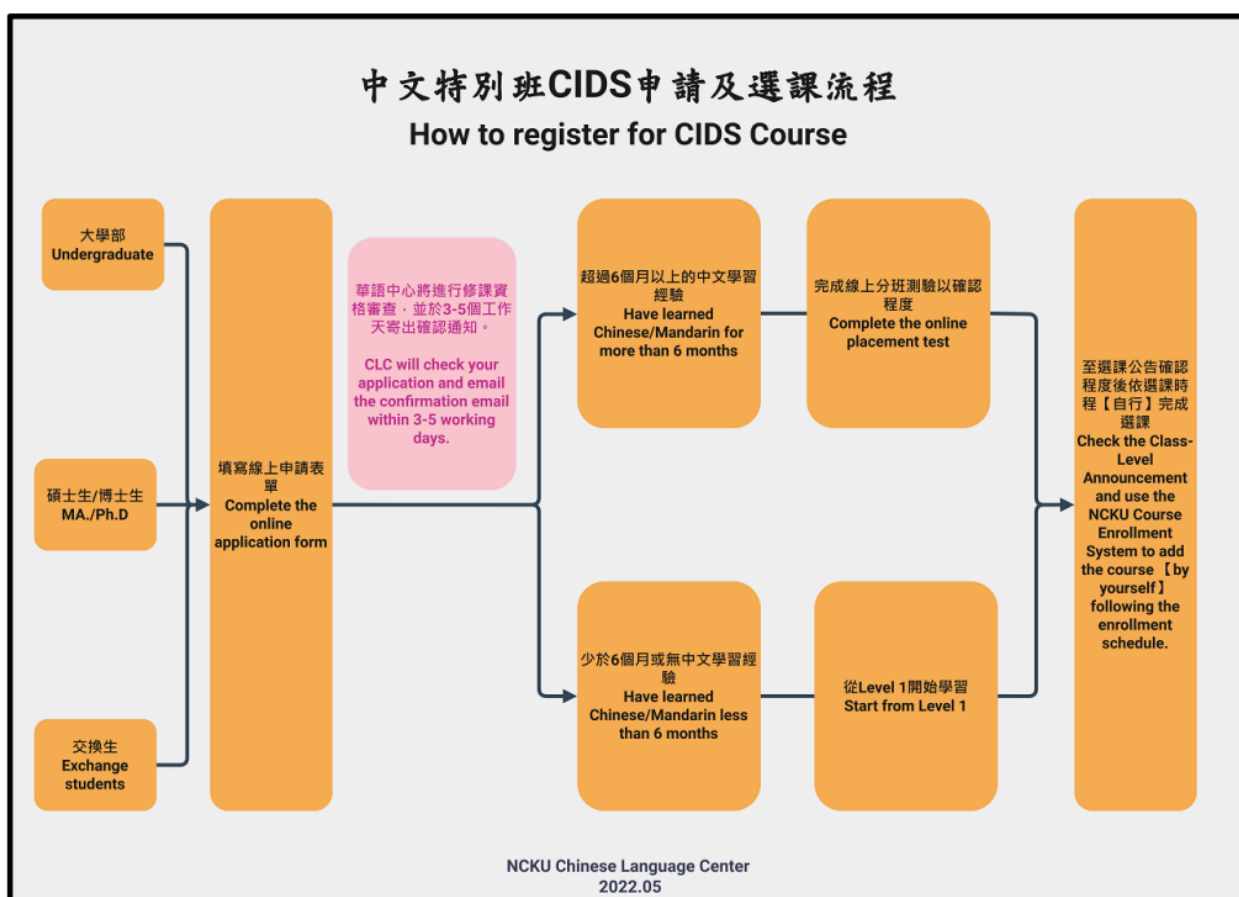 中文特別班CIDS申請及選課流程
How to register for CIDS Course
大學部
Undergraduate
碩士生/博士生
MA./Ph.D
交換生
Exchange
students
填寫線上申請表
單
Complete the
online
application form
華語中心將進行修課資
格審查，並於3-5個工作
天寄出確認通知。
CLC will check your
application and email
the confirmation email
within 3-5 working
days.
超過6個月以上的中文學習
經驗
Have learned
Chinese/Mandarin for
more than 6 months
完成線上分班測驗以確認
程度
Complete the online
placement test
少於6個月或無中文學習經
驗
Have learned
Chinese/Mandarin less
than 6 months
從Level 1開始學習
Start from Level 1
至選課公告確認
程度後依選課時
程【自行】完成
選課
Check the Class-
Level
Announcement
and use the
NCKU Course
Enrollment
System to add
the course【by
yourself】
following the
enrollment
schedule.
NCKU Chinese Language Center
2022.05